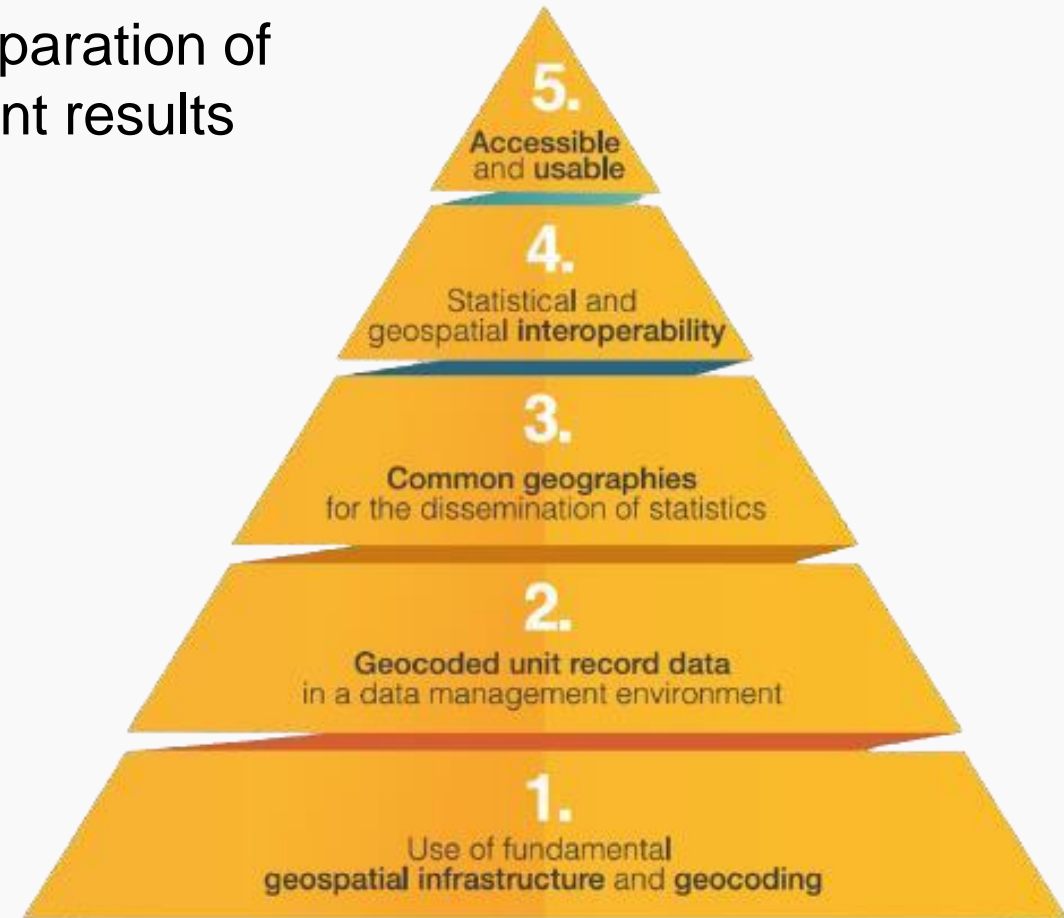 paration of
nt results
5.
Accessible
and usable
4.
Statistical and
geospatial interoperability
3.
Common geographies
for the dissemination of statistics
2.
Geocoded unit record data
in a data management environment
1.
Use of fundamental
geospatial infrastructure and geocoding